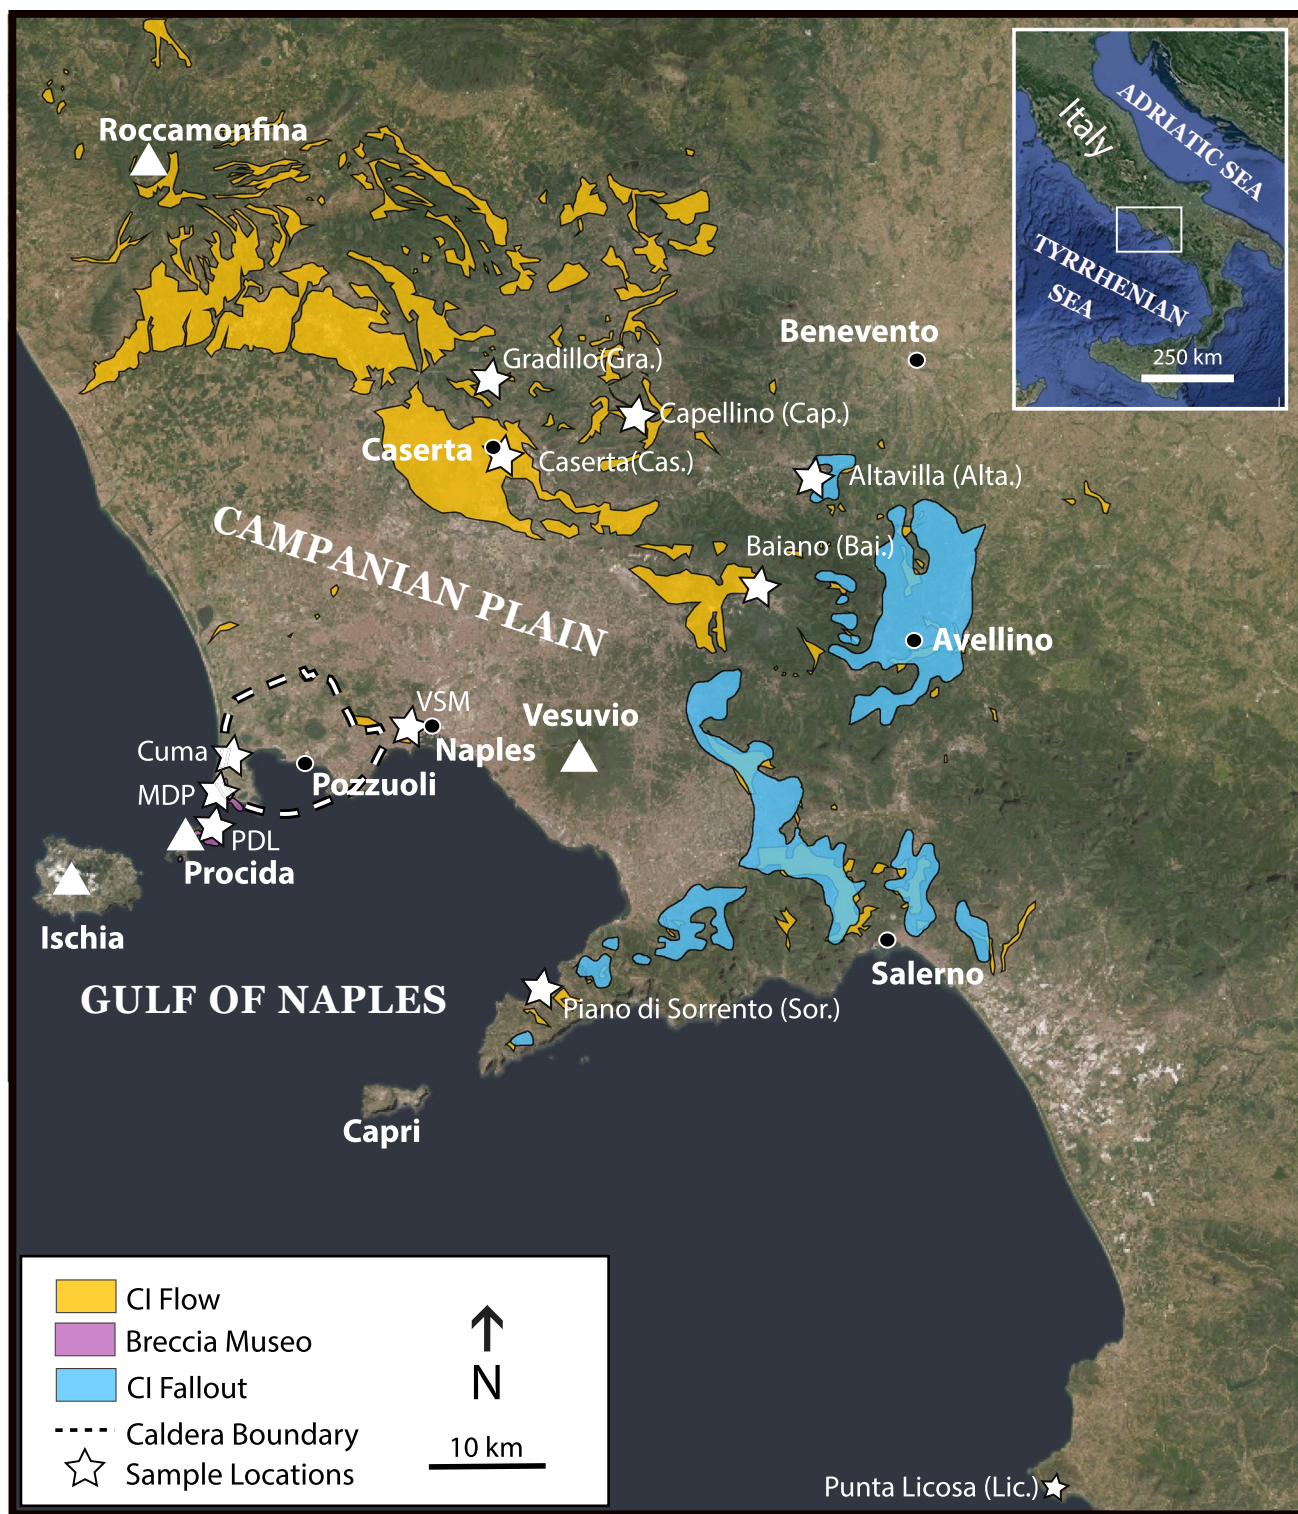 Roccamonfina
Italy
ADRIATIC SEA
TYRRHENIAN
SEA
250 km
Benevento
Gradillo(Gra.)
Capellino (Cap.)
Caserta
Caserta(Cas.)
Altavilla (Alta.)
CAMPANIAN PLAIN
Baiano (Bai.)
Avellino
VSM
Vesuvio
Cuma
Naples
MDP
Pozzuoli
PDL
Procida
Ischia
Salerno
GULF OF NAPLES
Piano di Sorrento (Sor.)
Capri
CI Flow
Breccia Museo
CI Fallout
Caldera Boundary
Sample Locations
N
10 km
Punta Licosa (Lic.)